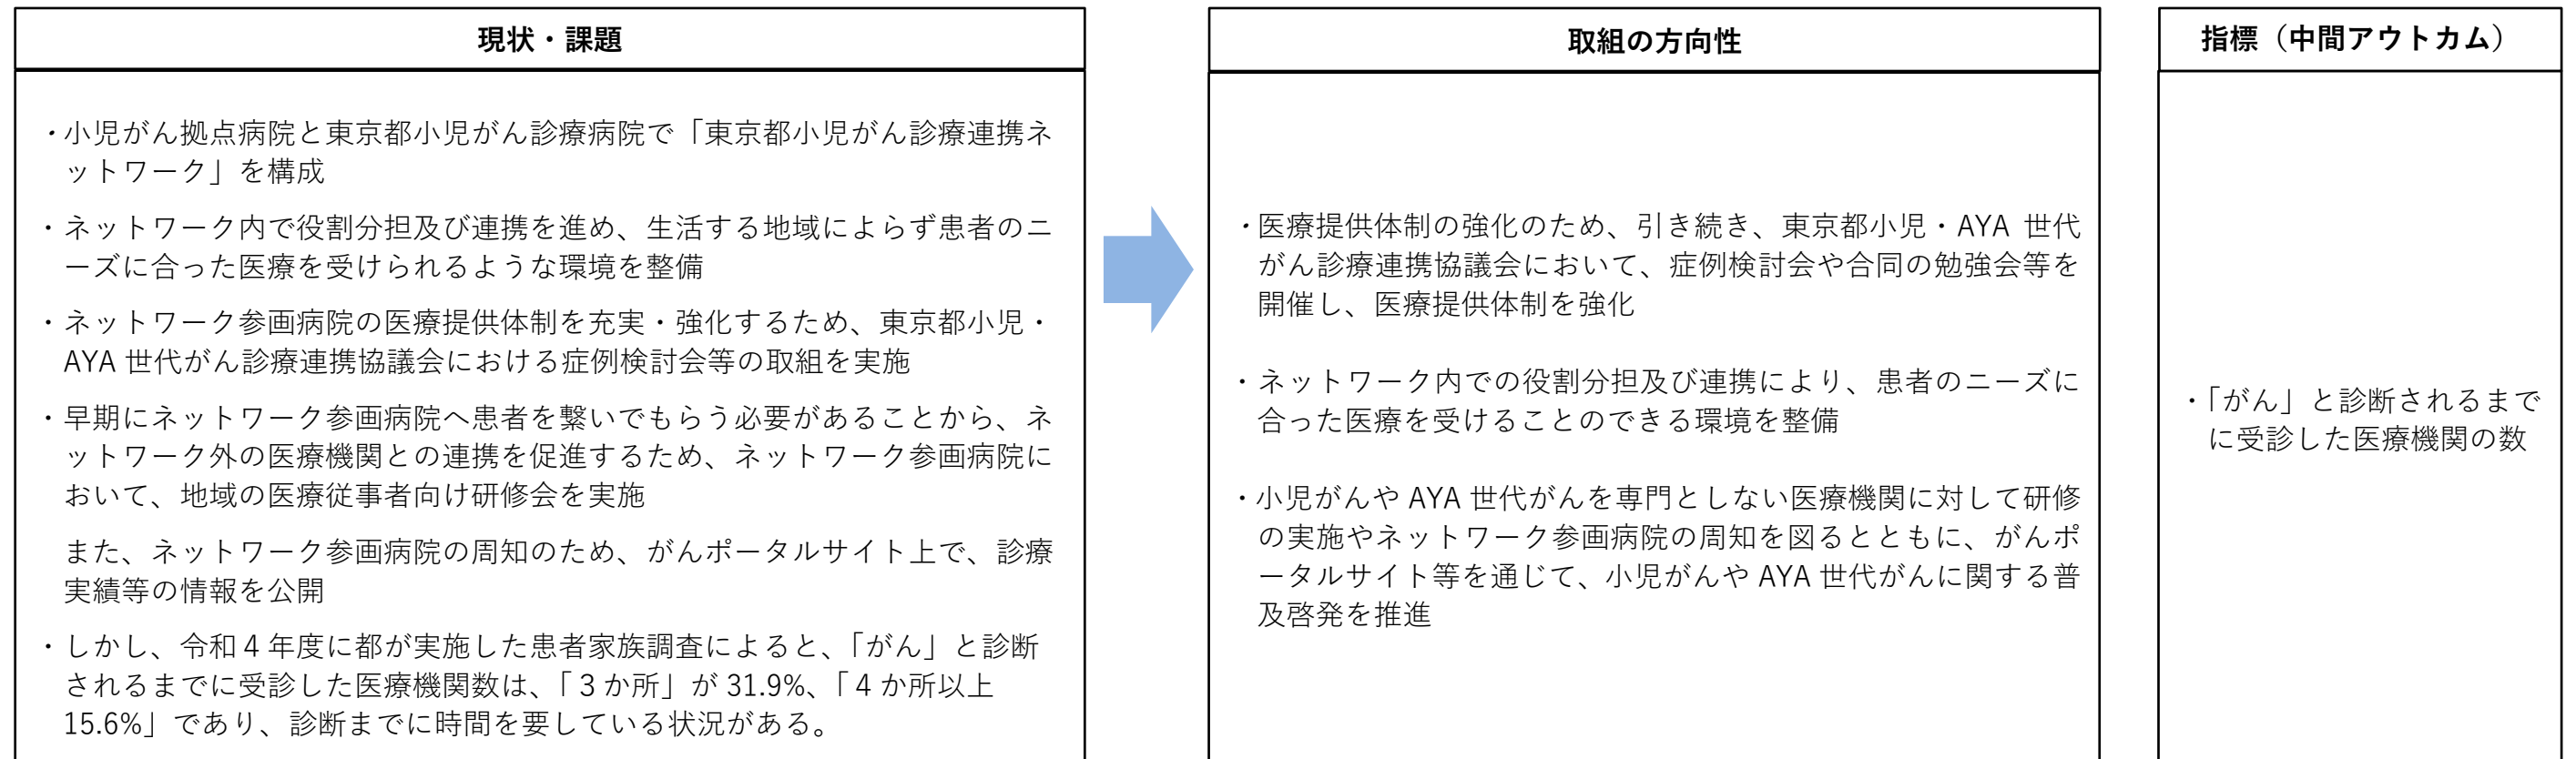 現状・課題
・小児がん拠点病院と東京都小児がん診療病院で「東京都小児がん診療連携ネ
ットワーク」を構成
・ネットワーク内で役割分担及び連携を進め、生活する地域によらず患者のニ
ーズに合った医療を受けられるような環境を整備
・ネットワーク参画病院の医療提供体制を充実・強化するため、東京都小児・
AYA 世代がん診療連携協議会における症例検討会等の取組を実施
・早期にネットワーク参画病院へ患者を繋いでもらう必要があることから、ネ
ットワーク外の医療機関との連携を促進するため、ネットワーク参画病院に
おいて、地域の医療従事者向け研修会を実施
また、ネットワーク参画病院の周知のため、がんポータルサイト上で、診療
実績等の情報を公開
・しかし、令和４年度に都が実施した患者家族調査によると、「がん」と診断
されるまでに受診した医療機関数は、「３か所」が 31.9%、「４か所以上
15.6%」であり、診断までに時間を要している状況がある。
取組の方向性
・医療提供体制の強化のため、引き続き、東京都小児・AYA 世代
がん診療連携協議会において、症例検討会や合同の勉強会等を
開催し、医療提供体制を強化
・ネットワーク内での役割分担及び連携により、患者のニーズに
合った医療を受けることのできる環境を整備
・小児がんや AYA 世代がんを専門としない医療機関に対して研修
の実施やネットワーク参画病院の周知を図るとともに、がんポ
ータルサイト等を通じて、小児がんや AYA 世代がんに関する普
及啓発を推進
指標（中間アウトカム）
・「がん」と診断されるまで
に受診した医療機関の数